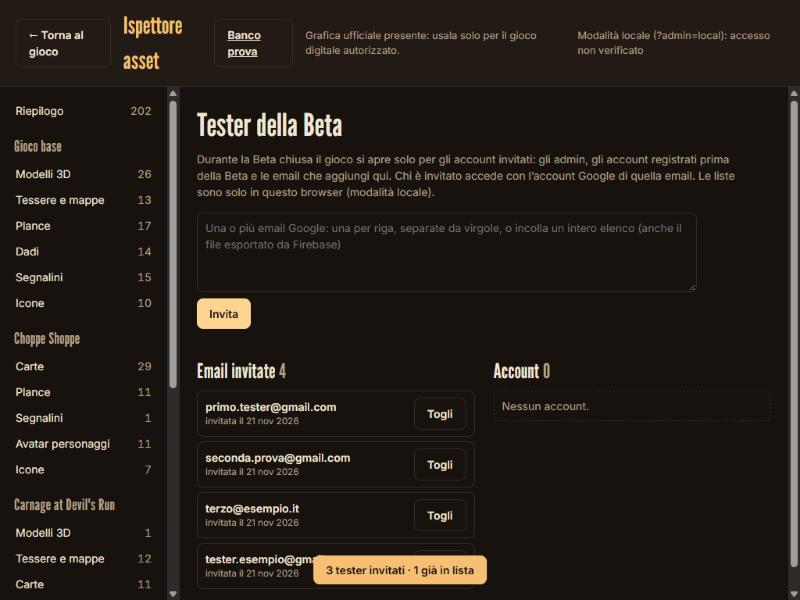 ← Torna al
gioco
Ispettore
asset
Banco
prova
Grafica ufficiale presente: usala solo per il gioco
digitale autorizzato.
Modalità locale (?admin=local): accesso
non verificato
Riepilogo 202
Gioco base
Modelli 3D 26
Tessere e mappe 13
Plance 17
Dadi 14
Segnalini 15
Icone 10
Choppe Shoppe
Carte 29
Plance 11
Segnalini 1
Avatar personaggi 11
Icone 7
Carnage at Devil's Run
Modelli 3D 1
Tessere e mappe 12
Carte 11
Tester della Beta
Durante la Beta chiusa il gioco si apre solo per gli account invitati: gli admin, gli account registrati prima
della Beta e le email che aggiungi qui. Chi è invitato accede con l'account Google di quella email. Le liste
sono solo in questo browser (modalità locale).
Una o più email Google: una per riga, separate da virgole, o incolla un intero elenco (anche il
file esportato da Firebase)
Invita
Email invitate 4
primo.tester@gmail.com
invitata il 21 nov 2026
Togli
seconda.prova@gmail.com
invitata il 21 nov 2026
Togli
terzo@esempio.it
invitata il 21 nov 2026
Togli
tester.esempio@gma
invitata il 21 nov 2026
Account 0
Nessun account.
3 tester invitati · 1 già in lista